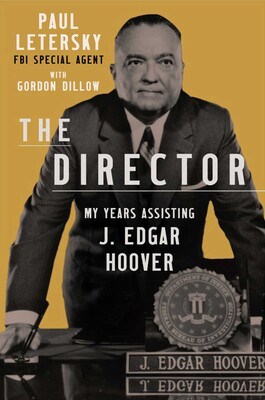 PAUL
LETERSKY
FBI SPECIAL AGENT
WITH
GORDON DILLOW
THE
DIRECTOR
MY YEARS ASSISTING
J. EDGAR
HOOVER
J. EDGAR HOOVER